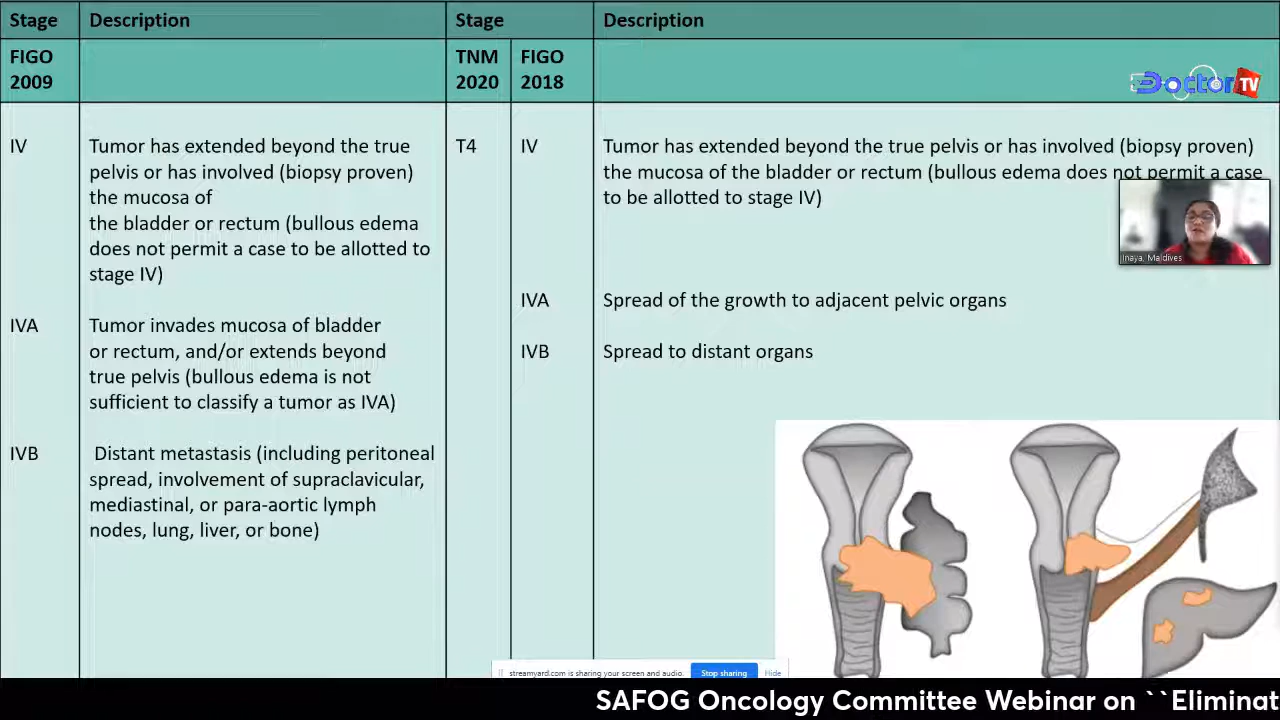 Stage Description Stage Description
FIGO 2009
TNM 2020
FIGO 2018
Doctor TV
IV
Tumor has extended beyond the true
pelvis or has involved (biopsy proven)
the mucosa of
the bladder or rectum (bullous edema
does not permit a case to be allotted to
stage IV)
IVA
Tumor invades mucosa of bladder
or rectum, and/or extends beyond
true pelvis (bullous edema is not
sufficient to classify a tumor as IVA)
IVB
Distant metastasis (including peritoneal
spread, involvement of supraclavicular,
mediastinal, or para-aortic lymph
nodes, lung, liver, or bone)
T4 IV
Tumor has extended beyond the true pelvis or has involved (biopsy proven)
the mucosa of the bladder or rectum (bullous edema does not permit a case
to be allotted to stage IV)
IVA Spread of the growth to adjacent pelvic organs
IVB Spread to distant organs
Jinaya, Maldives
streamyard.com is sharing your screen and audio. Stop sharing Hide
SAFOG Oncology Committee Webinar on ``Eliminat